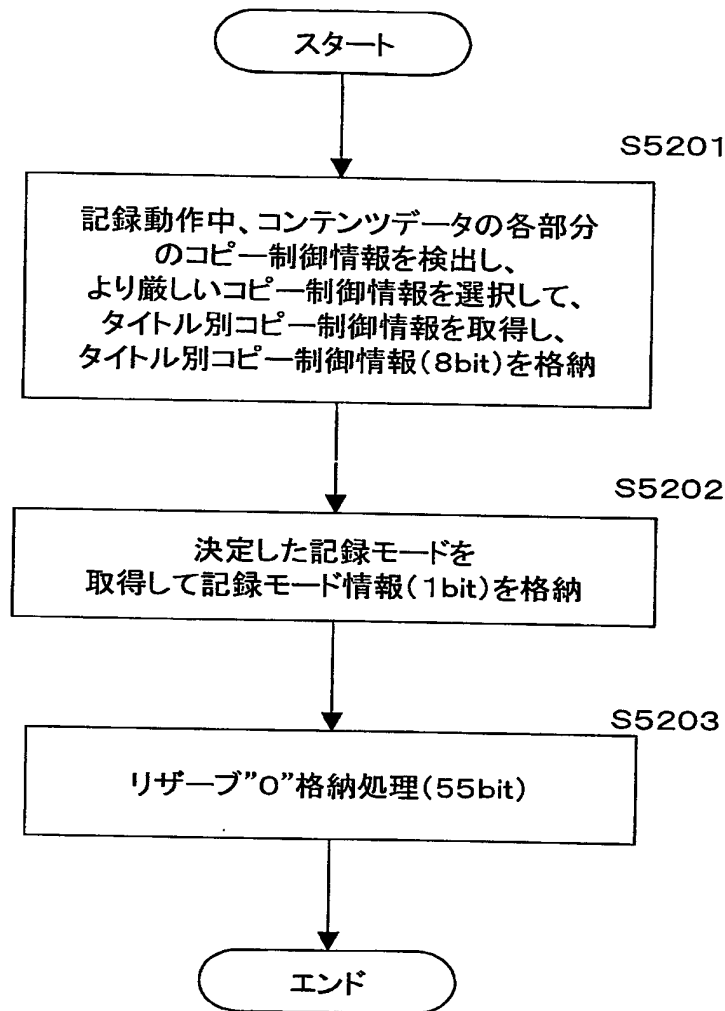 スタート
S5201
記録動作中、コンテンツデータの各部分
のコピー制御情報を検出し、
より厳しいコピー制御情報を選択して、
タイトル別コピー制御情報を取得し、
タイトル別コピー制御情報(8bit)を格納
S5202
決定した記録モードを
取得して記録モード情報(1bit)を格納
S5203
リザーブ"0"格納処理(55bit)
エンド